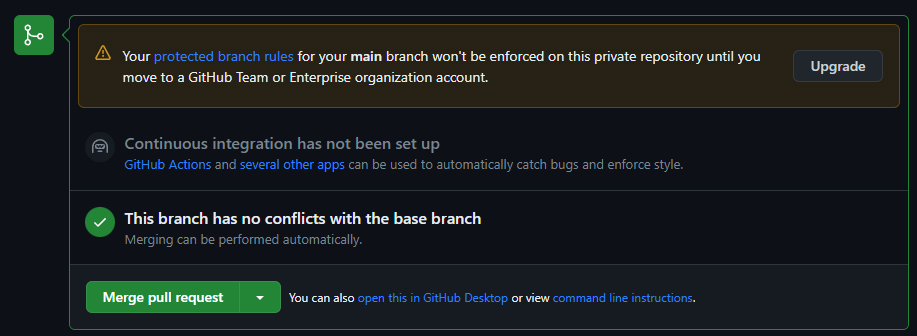 Your protected branch rules for your main branch won't be enforced on this private repository until you
move to a GitHub Team or Enterprise organization account.
Upgrade
Continuous integration has not been set up
GitHub Actions and several other apps can be used to automatically catch bugs and enforce style.
This branch has no conflicts with the base branch
Merging can be performed automatically.
Merge pull request
You can also open this in GitHub Desktop or view command line instructions.